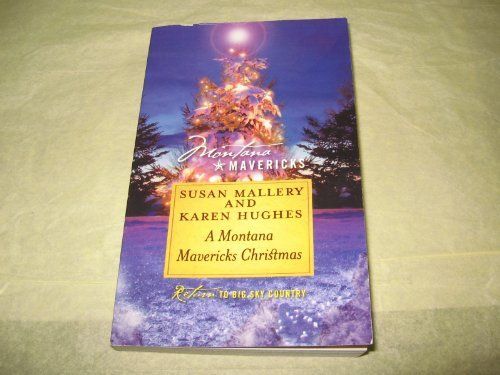 Montana
★ MAVERICKS
SUSAN MALLERY
AND
KAREN HUGHES
A Montana
Mavericks Christmas
Return TO BIG SKY COUNTRY